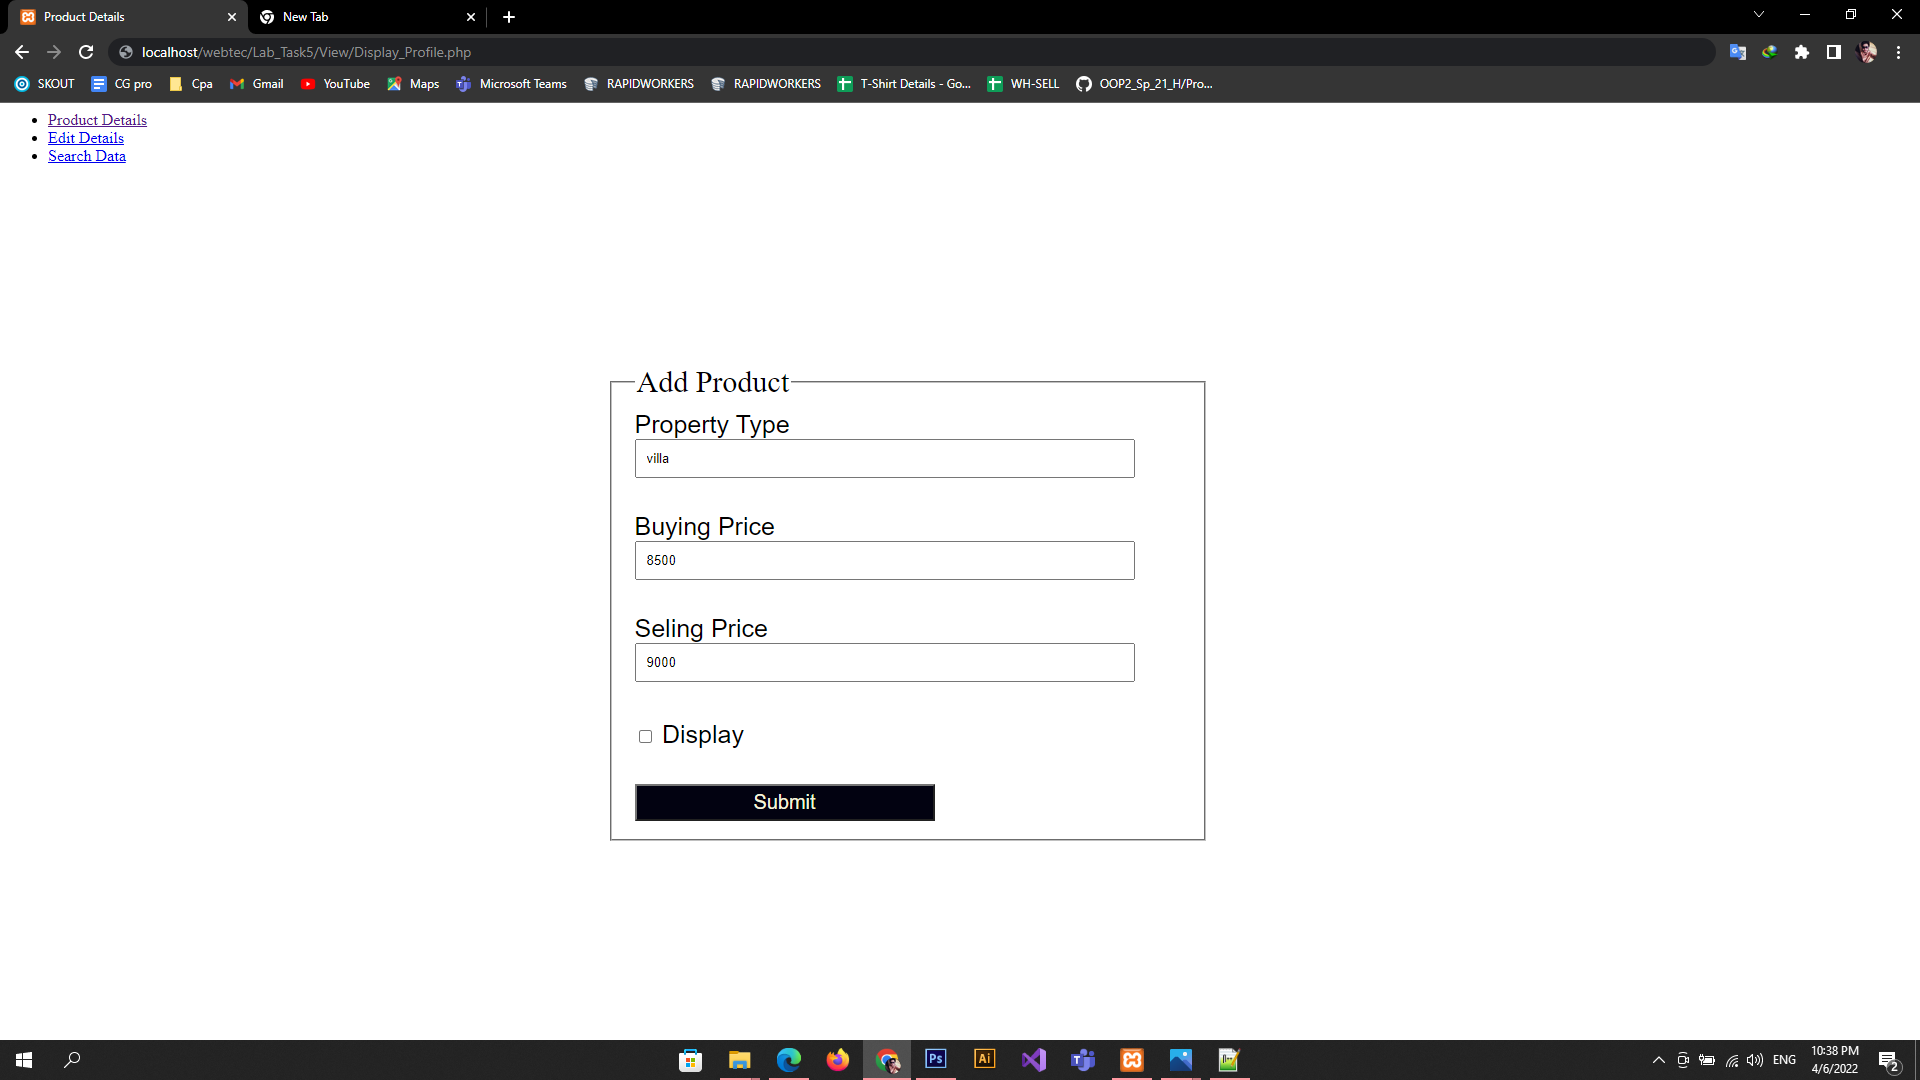 Product Details
New Tab
localhost/webtec/Lab_Task5/View/Display_Profile.php
SKOUT
CG pro
Cpa
Gmail
YouTube
Maps
Microsoft Teams
RAPIDWORKERS
RAPIDWORKERS
T-Shirt Details - Go...
WH-SELL
OOP2_Sp_21_H/Pro...
Product Details
Edit Details
Search Data
Add Product
Property Type
villa
Buying Price
8500
Seling Price
9000
Display
Submit
Ps
Ai
ENG
10:38 PM
4/6/2022
2